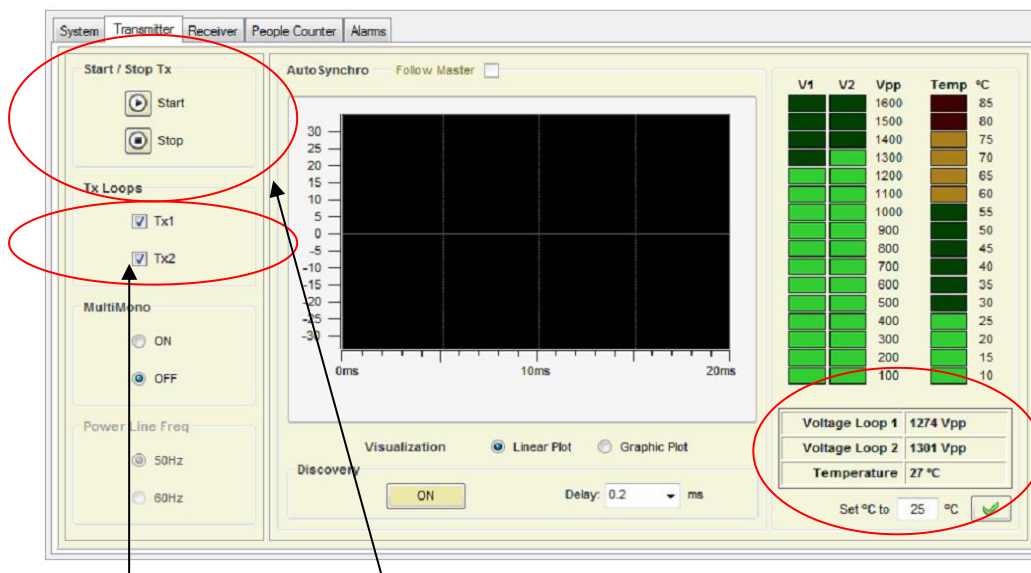 System Transmitter Receiver People Counter Alarms
Start / Stop Tx
Start
Stop
Tx Loops
Tx1
Tx2
MultiMono
ON
OFF
Power Line Freq
50Hz
60Hz
AutoSynchro Follow Master
30
25
20
15
10
5
0
-5
-10
-15
-20
-25
-30
0ms 10ms 20ms
Visualization Linear Plot Graphic Plot
Discovery
ON Delay: 0.2 ms
V1 V2 Vpp Temp ºC
1600 85
1500 80
1400 75
1300 70
1200 65
1100 60
1000 55
900 50
800 45
700 40
600 35
500 30
400 25
300 20
200 15
100 10
Voltage Loop 1 1274 Vpp
Voltage Loop 2 1301 Vpp
Temperature 27 ºC
Set ºC to 25 ºC